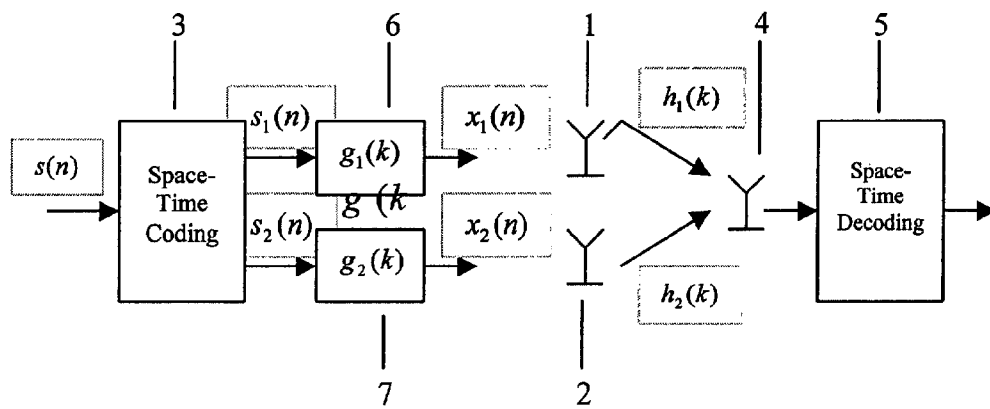 3
6
1
4
5
s(n)
Space-
Time
Coding
s₁(n)
g₁(k)
x₁(n)
h₁(k)
g (k
s₂(n)
g₂(k)
x₂(n)
h₂(k)
Space-
Time
Decoding
7
2